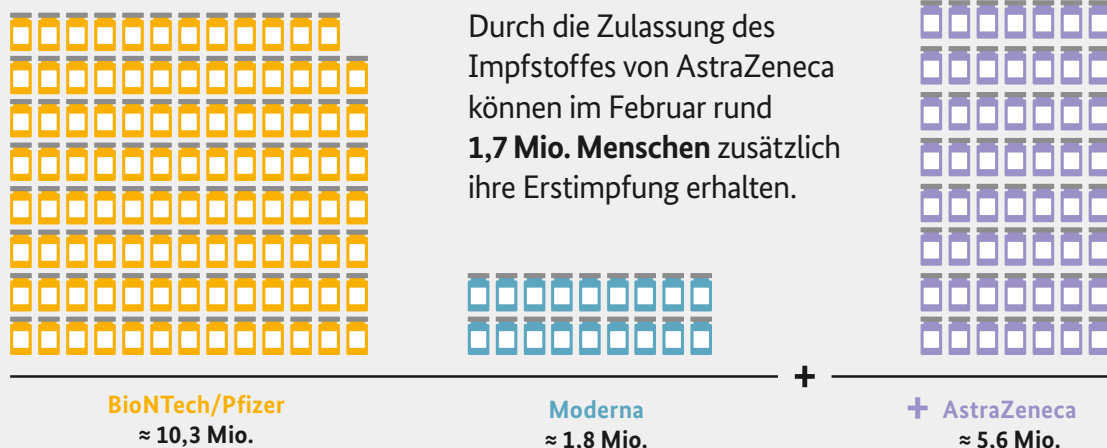 Durch die Zulassung des
Impfstoffes von AstraZeneca
können im Februar rund
1,7 Mio. Menschen zusätzlich
ihre Erstimpfung erhalten.
+
BioNTech/Pfizer
≈ 10,3 Mio.
Moderna
≈ 1,8 Mio.
+ AstraZeneca
≈ 5,6 Mio.